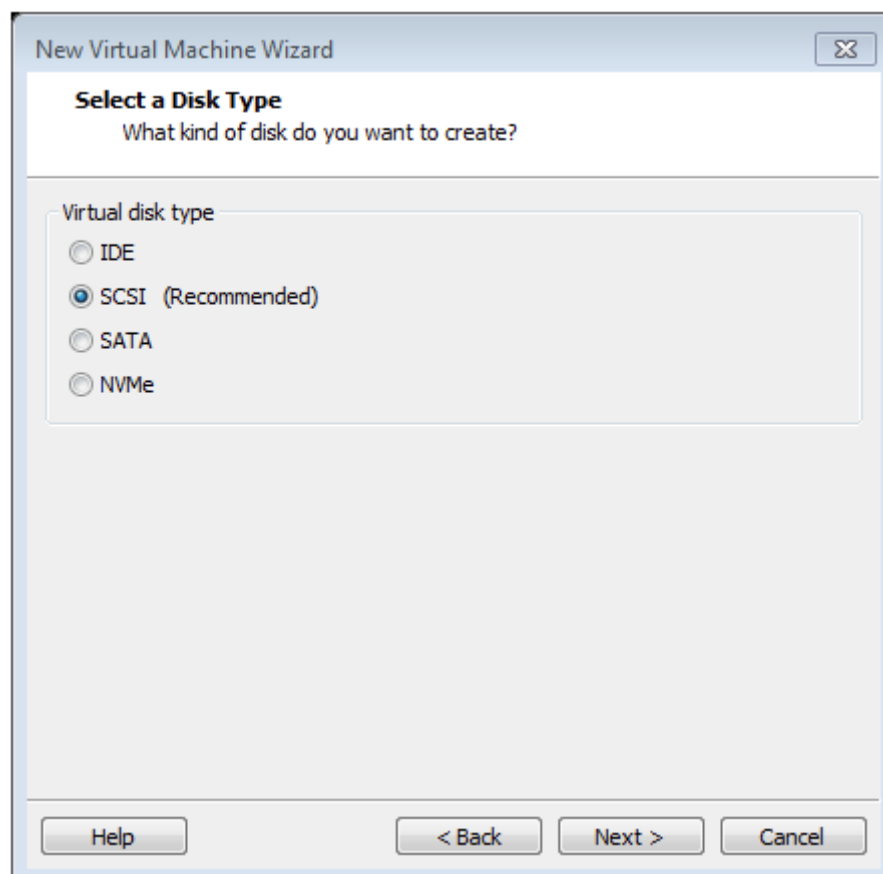 New Virtual Machine Wizard
Select a Disk Type
What kind of disk do you want to create?
Virtual disk type
IDE
SCSI (Recommended)
SATA
NVMe
Help
< Back
Next >
Cancel